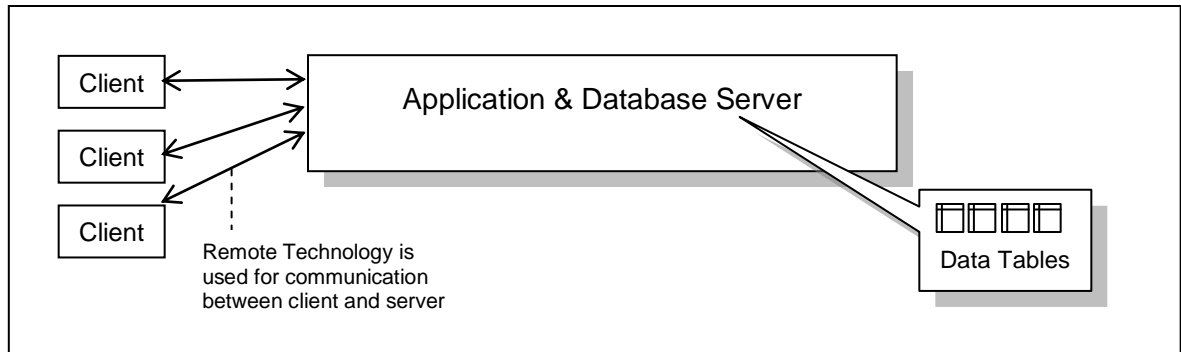 Client
Application & Database Server
Client
Client
Remote Technology is
used for communication
between client and server
Data Tables